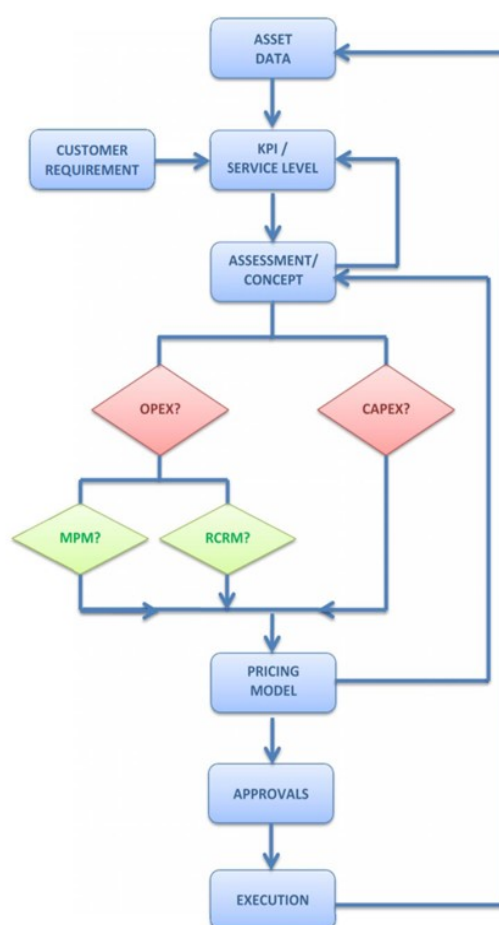 ASSET
DATA
CUSTOMER
REQUIREMENT
KPI /
SERVICE LEVEL
ASSESSMENT/
CONCEPT
OPEX?
CAPEX?
MPM?
RCRM?
PRICING
MODEL
APPROVALS
EXECUTION